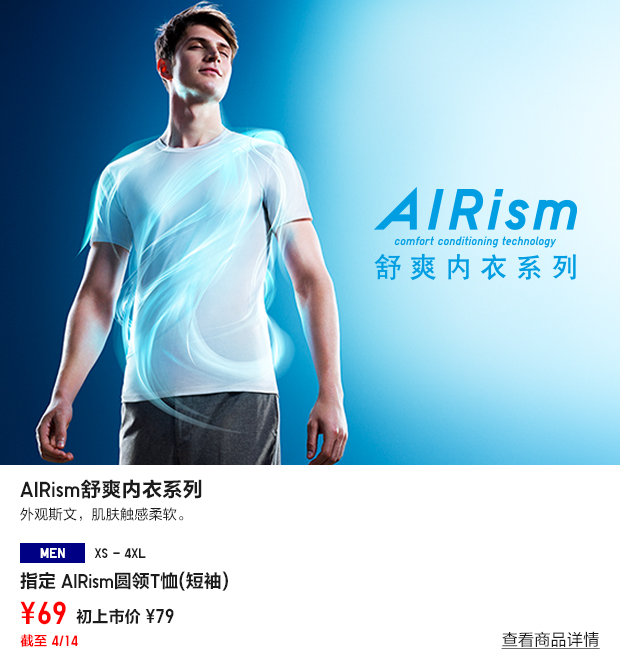 AIRism
comfort conditioning technology
舒爽内衣系列
AIRism舒爽内衣系列
外观斯文，肌肤触感柔软。
MEN XS - 4XL
指定 AIRism圆领T恤(短袖)
¥69 初上市价 ¥79
截至 4/14
查看商品详情